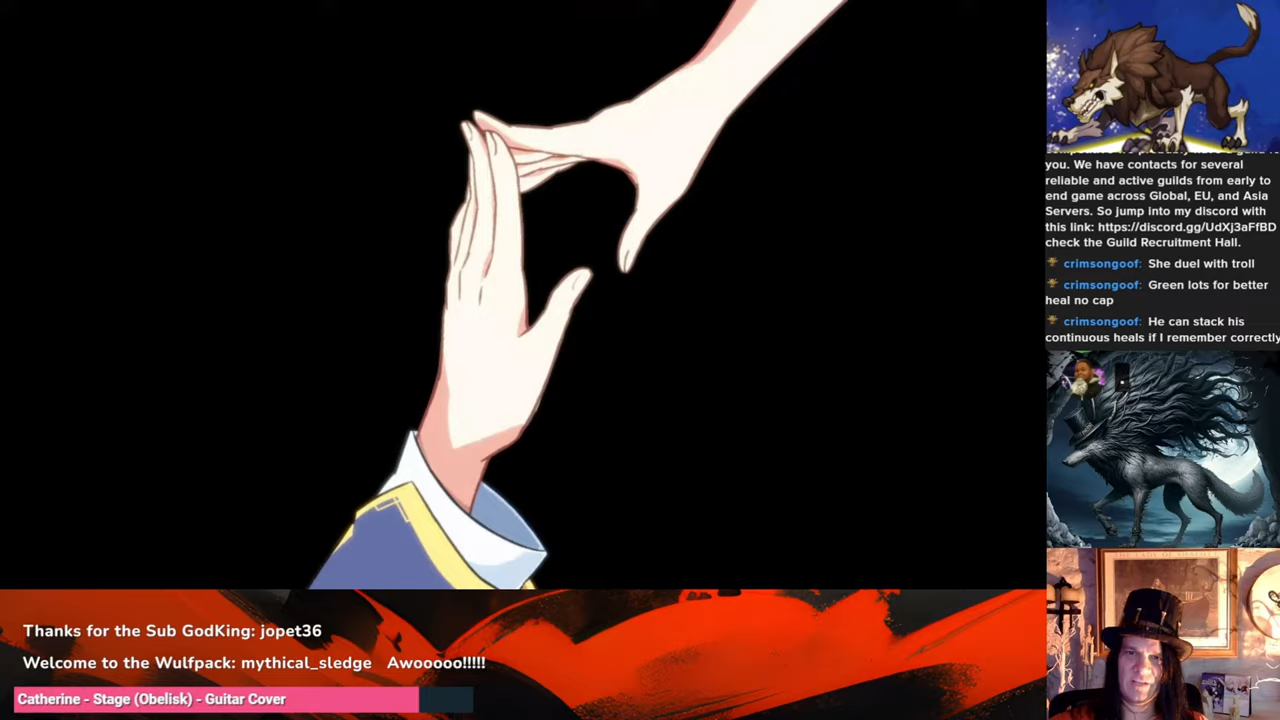 you. We have contacts for several
reliable and active guilds from early to
end game across Global, EU, and Asia
Servers. So jump into my discord with
this link: https://discord.gg/UdXj3aFfBD
check the Guild Recruitment Hall.
crimsongoof: She duel with troll
crimsongoof: Green lots for better
heal no cap
crimsongoof: He can stack his
continuous heals if I remember correctly
Thanks for the Sub GodKing: jopet36
Welcome to the Wulfpack: mythical_sledge Awooooo!!!!!
Catherine - Stage (Obelisk) - Guitar Cover